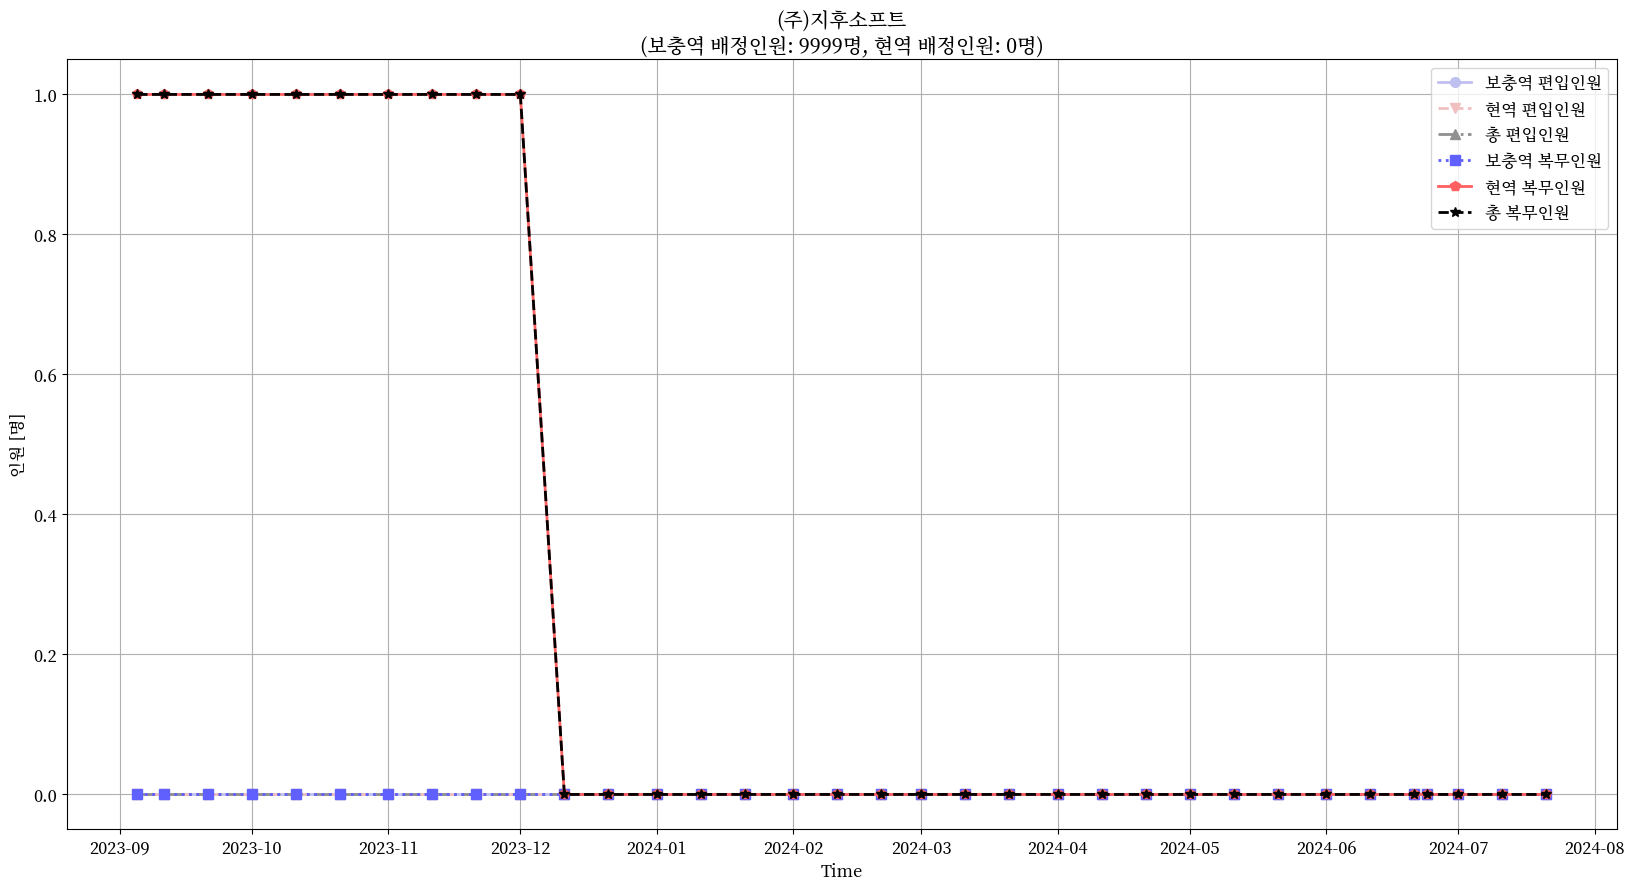 (주)지후소프트
(보충역 배정인원: 9999명, 현역 배정인원: 0명)
보충역 편입인원
현역 편입인원
총 편입인원
보충역 복무인원
현역 복무인원
총 복무인원
1.0
0.8
0.6
0.4
0.2
0.0
인원 [명]
2023-09 2023-10 2023-11 2023-12 2024-01 2024-02 2024-03 2024-04 2024-05 2024-06 2024-07 2024-08
Time